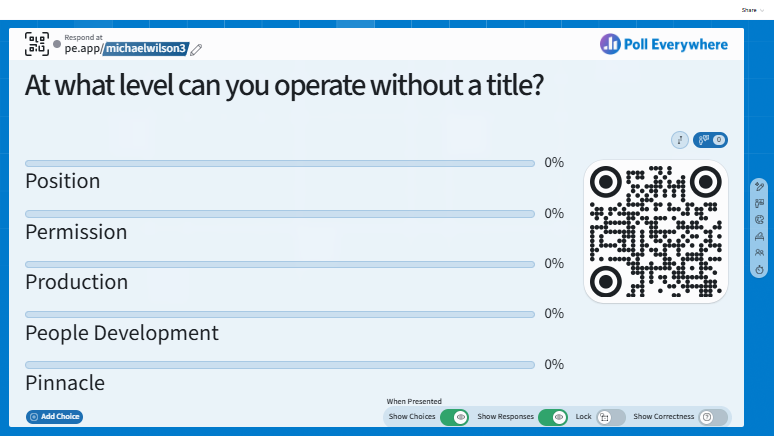 Share
Respond at
pe.app/michaelwilson3
Poll Everywhere
At what level can you operate without a title?
0
0%
Position
0%
Permission
0%
Production
0%
People Development
0%
Pinnacle
Add Choice
When Presented
Show Choices
Show Responses
Lock
Show Correctness